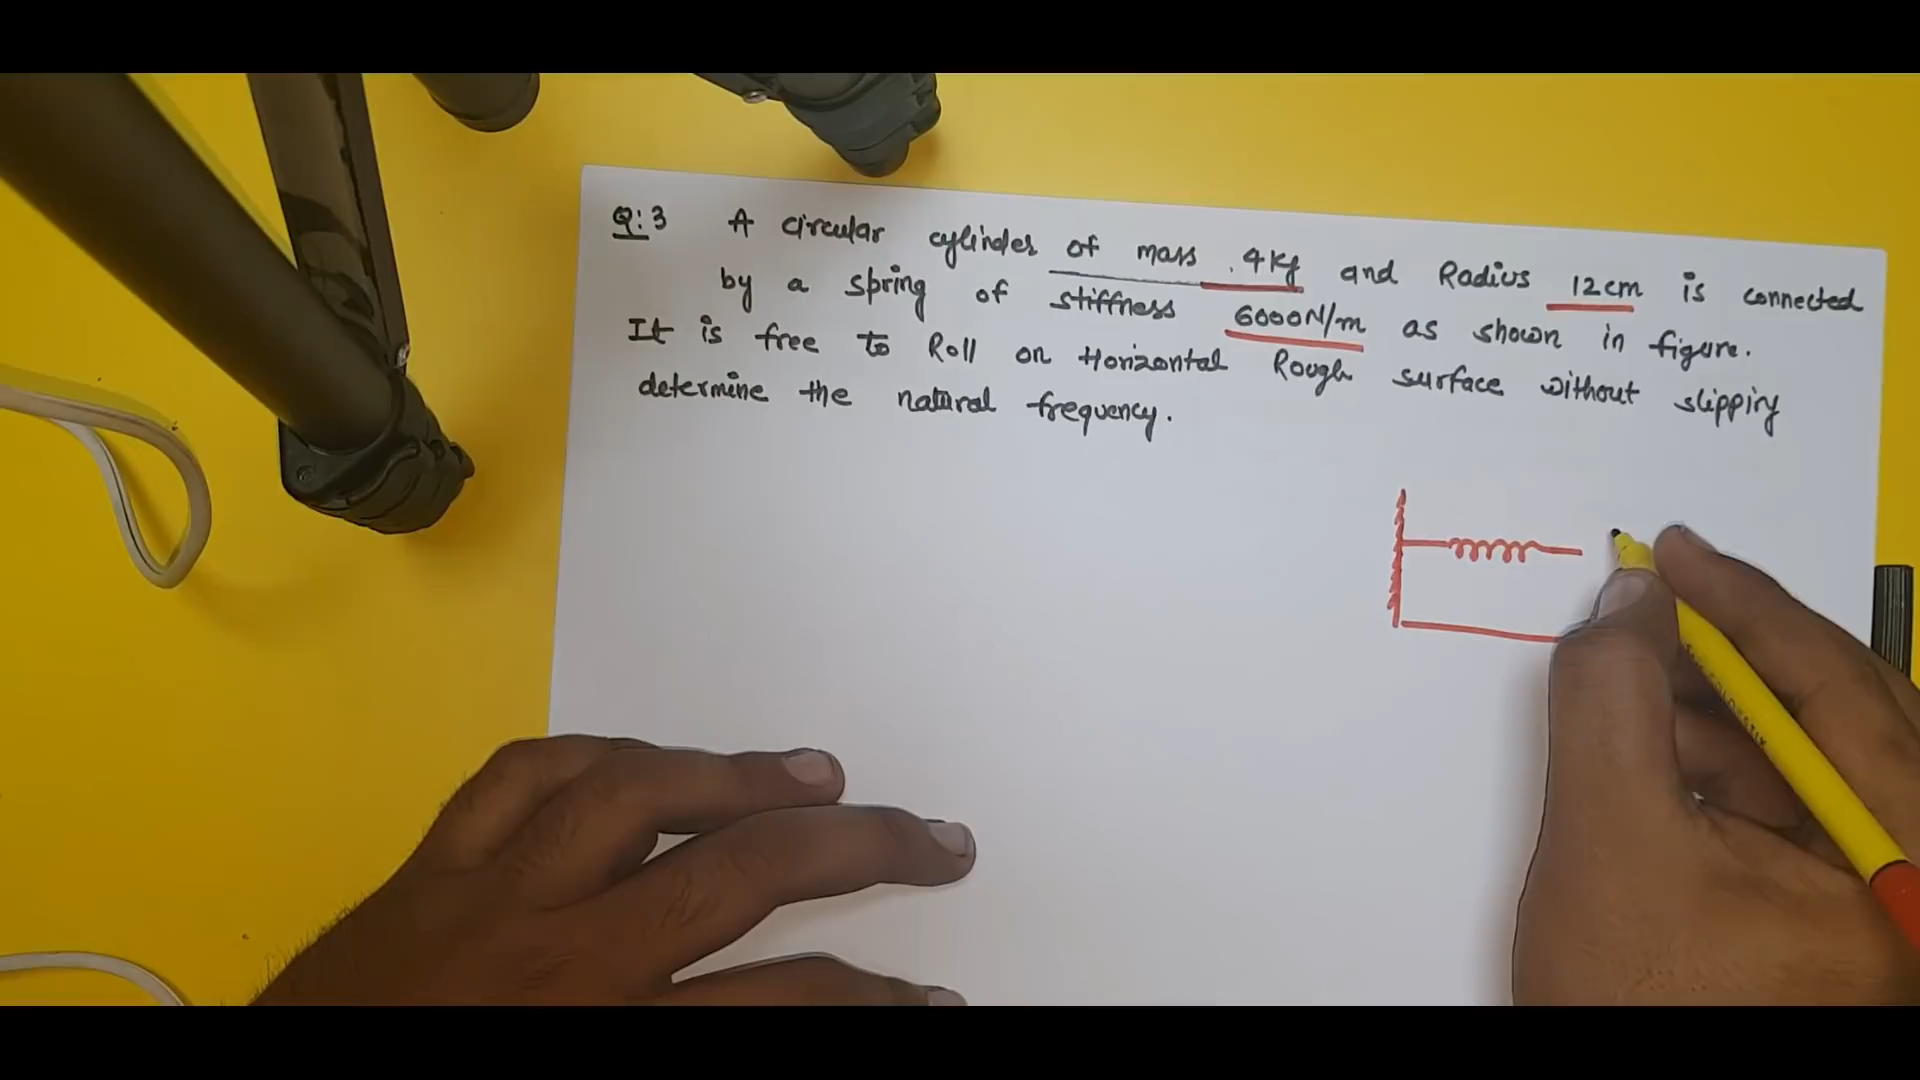 Q:3 A circular cylinder of mass 4Kg and Radius 12cm is connected
by a spring of stiffness 6000N/m as shown in figure.
It is free to Roll on Horizontal Rough surface without slipping
determine the natural frequency.